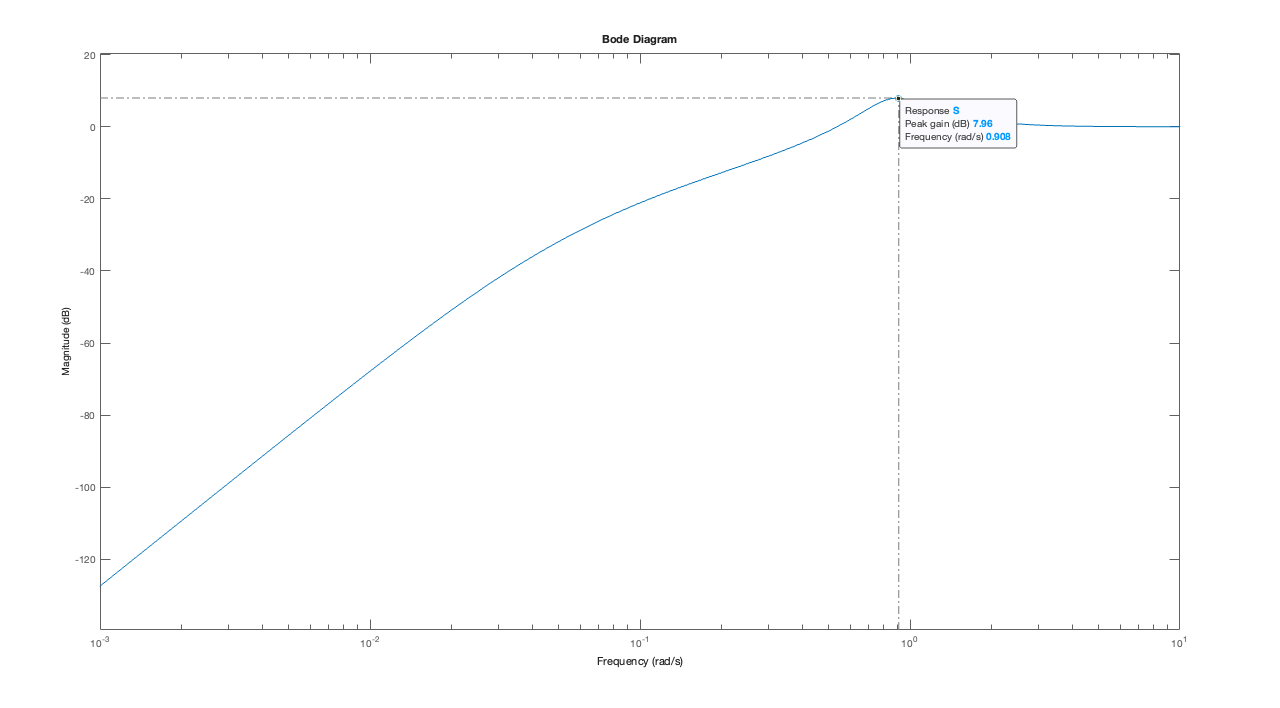 Bode Diagram
20
0
-20
-40
-60
-80
-100
-120
Magnitude (dB)
Response S
Peak gain (dB) 7.96
Frequency (rad/s) 0.908
10^-3
10^-2
10^-1
10^0
10^1
Frequency (rad/s)